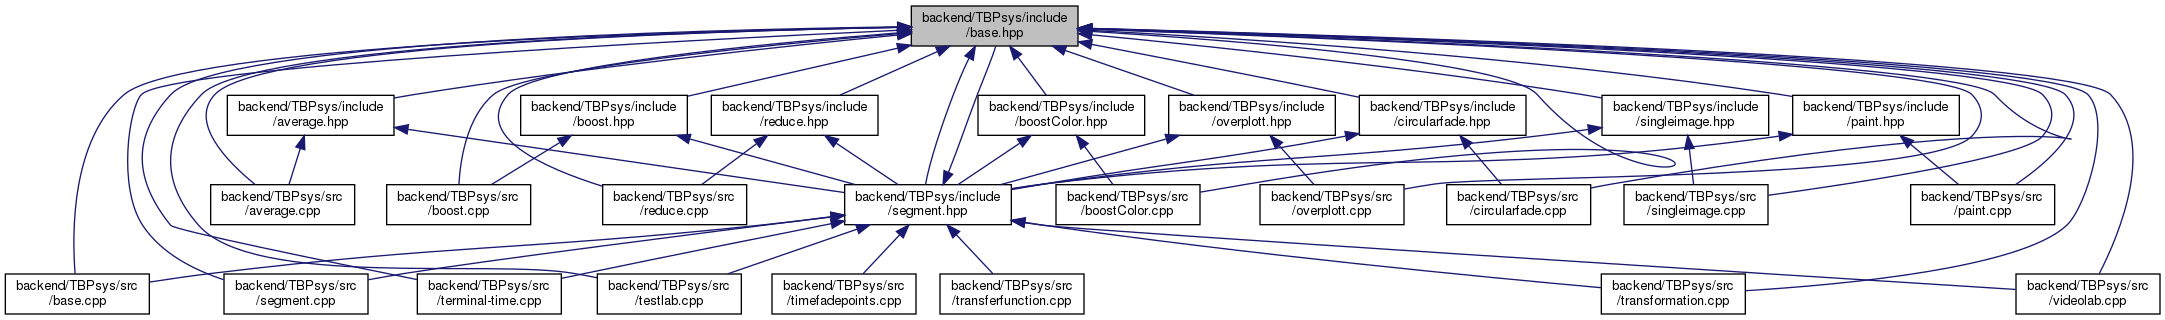 backend/TBPsys/include
/base.hpp
backend/TBPsys/include
/average.hpp
backend/TBPsys/include
/boost.hpp
backend/TBPsys/include
/reduce.hpp
backend/TBPsys/include
/boostColor.hpp
backend/TBPsys/include
/overplott.hpp
backend/TBPsys/include
/circularfade.hpp
backend/TBPsys/include
/singleimage.hpp
backend/TBPsys/include
/paint.hpp
backend/TBPsys/src
/average.cpp
backend/TBPsys/src
/boost.cpp
backend/TBPsys/src
/reduce.cpp
backend/TBPsys/include
/segment.hpp
backend/TBPsys/src
/boostColor.cpp
backend/TBPsys/src
/overplott.cpp
backend/TBPsys/src
/circularfade.cpp
backend/TBPsys/src
/singleimage.cpp
backend/TBPsys/src
/paint.cpp
backend/TBPsys/src
/base.cpp
backend/TBPsys/src
/segment.cpp
backend/TBPsys/src
/terminal-time.cpp
backend/TBPsys/src
/testlab.cpp
backend/TBPsys/src
/timefadepoints.cpp
backend/TBPsys/src
/transferfunction.cpp
backend/TBPsys/src
/transformation.cpp
backend/TBPsys/src
/videolab.cpp